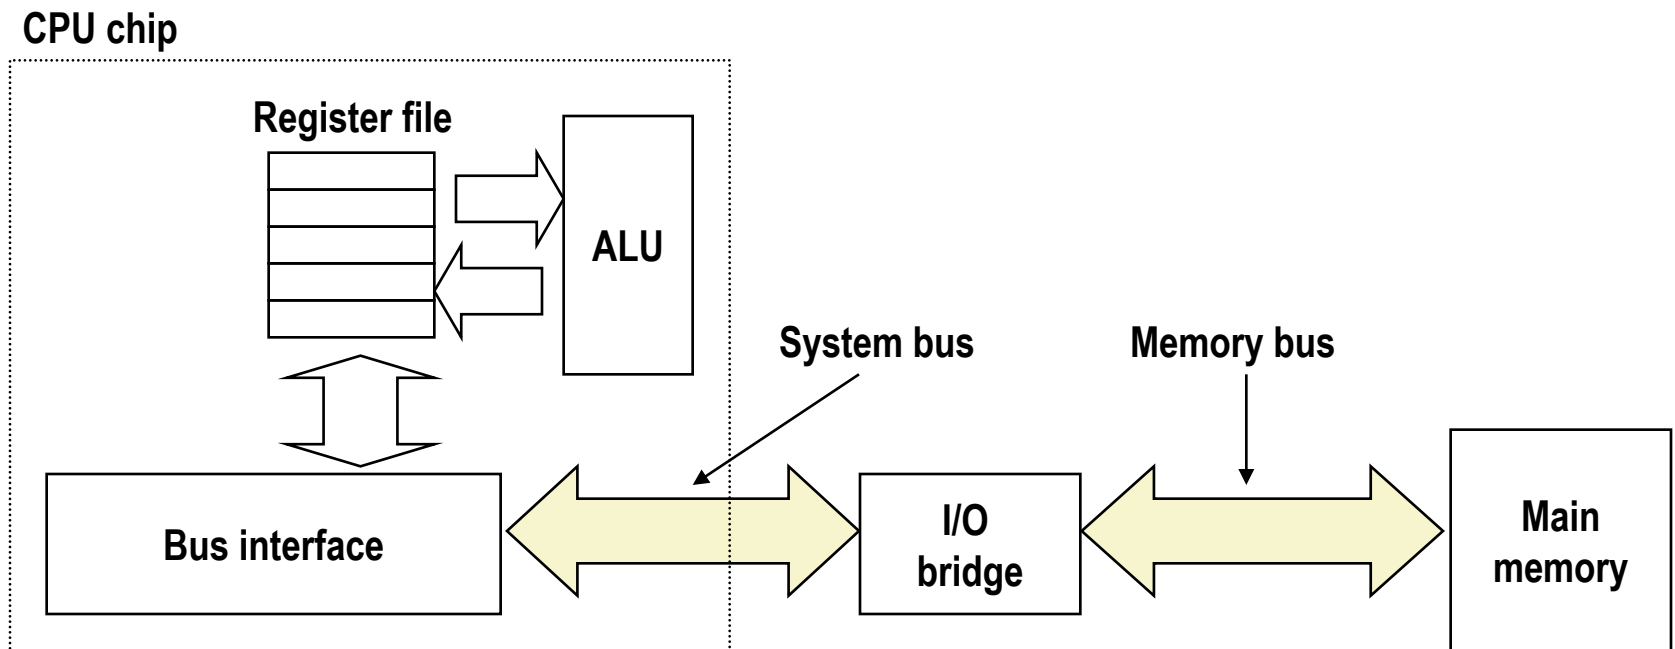 CPU chip
Register file
ALU
System bus
Memory bus
Bus interface
I/O
bridge
Main
memory